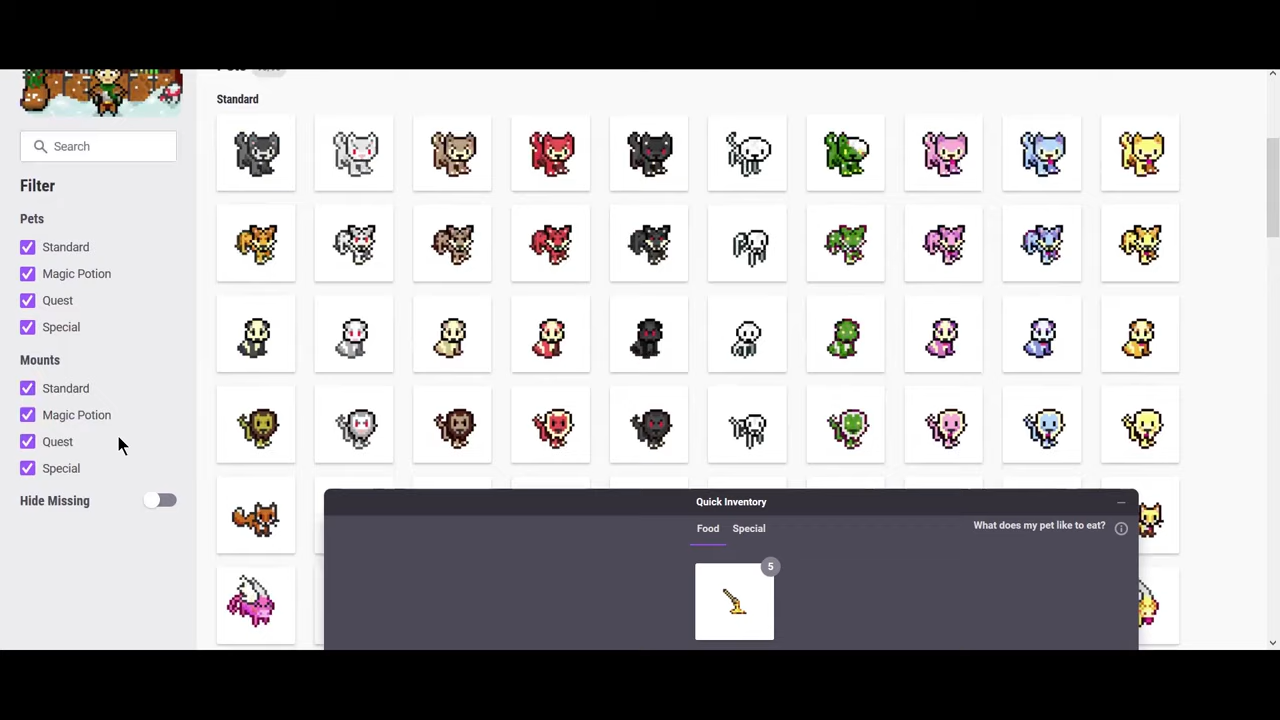 Standard
Search
Filter
Pets
Standard
Magic Potion
Quest
Special
Mounts
Standard
Magic Potion
Quest
Special
Hide Missing
Quick Inventory
Food Special
What does my pet like to eat?
5